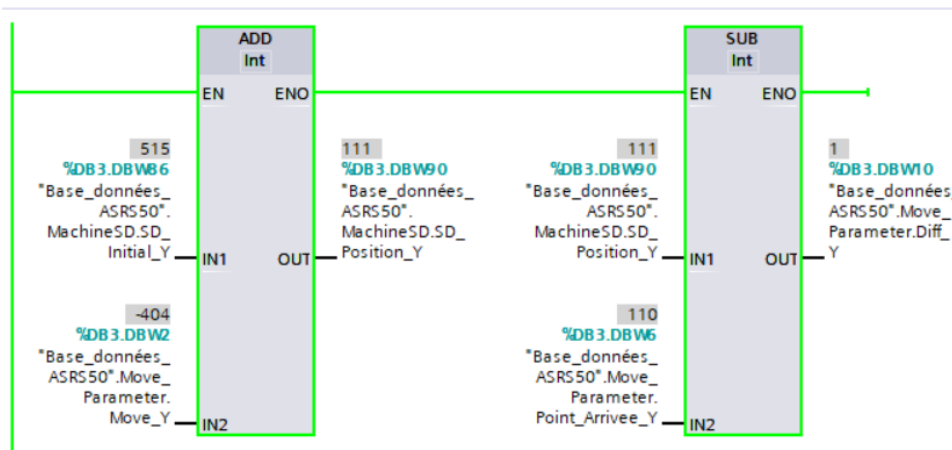 ADD
Int
EN ENO
515
%DB3.DBW86
"Base_données_
ASRS50".
MachineSD.SD_
Initial_Y
IN1
-404
%DB3.DBW2
"Base_données_
ASRS50".Move_
Parameter.
Move_Y
IN2
111
%DB3.DBW90
"Base_données_
ASRS50".
MachineSD.SD_
Position_Y
OUT
SUB
Int
EN ENO
111
%DB3.DBW90
"Base_données_
ASRS50".
MachineSD.SD_
Position_Y
IN1
110
%DB3.DBW6
"Base_données_
ASRS50".Move_
Parameter.
Point_Arrivee_Y
IN2
1
%DB3.DBW10
"Base_données_
ASRS50".Move_
Parameter.Diff_
Y
OUT